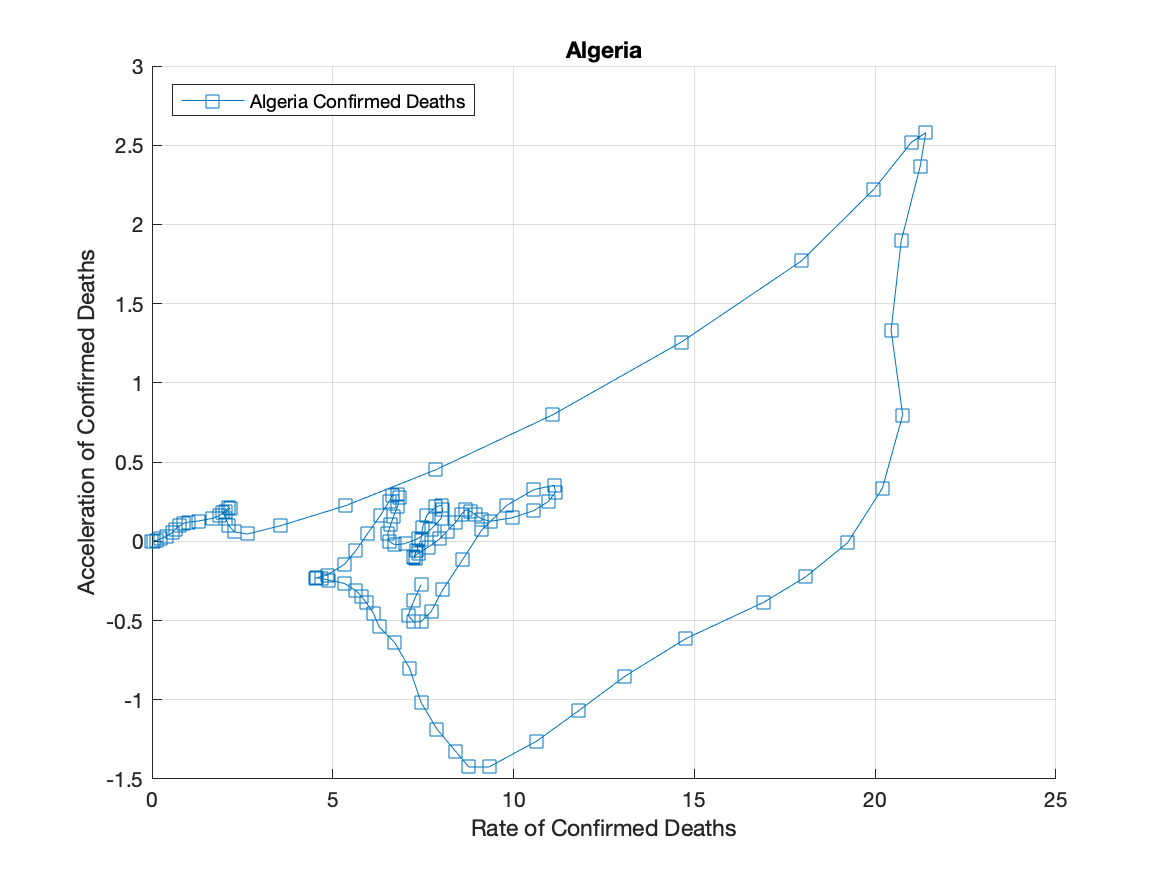 Algeria
Algeria Confirmed Deaths
3
2.5
2
1.5
1
0.5
0
-0.5
-1
-1.5
Acceleration of Confirmed Deaths
0 5 10 15 20 25
Rate of Confirmed Deaths